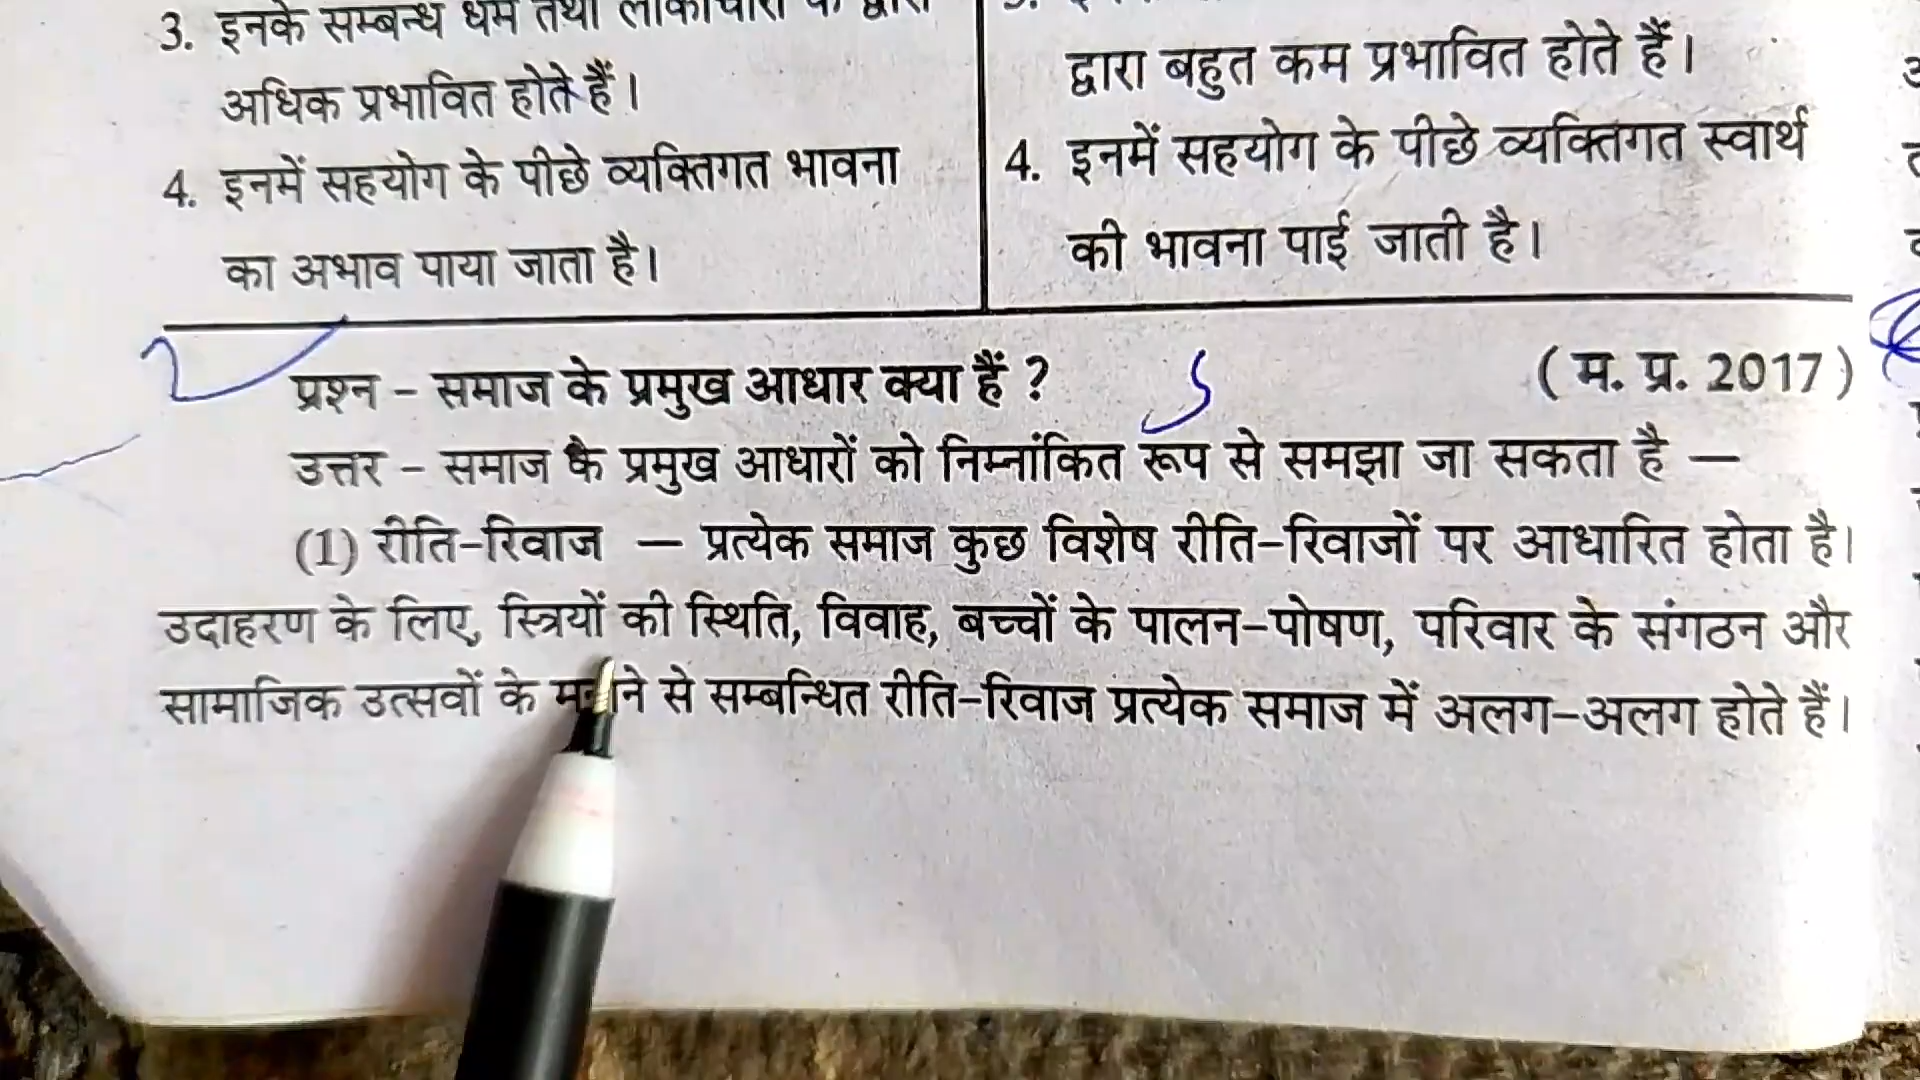 3. इनके सम्बन्ध धर्म तथा लोकाचारों के द्वारा
अधिक प्रभावित होते हैं।
4. इनमें सहयोग के पीछे व्यक्तिगत भावना
का अभाव पाया जाता है।
द्वारा बहुत कम प्रभावित होते हैं।
4. इनमें सहयोग के पीछे व्यक्तिगत स्वार्थ
की भावना पाई जाती है।
प्रश्न – समाज के प्रमुख आधार क्या हैं ? ( म. प्र. 2017 )
उत्तर – समाज के प्रमुख आधारों को निम्नांकित रूप से समझा जा सकता है —
(1) रीति-रिवाज — प्रत्येक समाज कुछ विशेष रीति-रिवाजों पर आधारित होता है।
उदाहरण के लिए, स्त्रियों की स्थिति, विवाह, बच्चों के पालन-पोषण, परिवार के संगठन और
सामाजिक उत्सवों के मनाने से सम्बन्धित रीति-रिवाज प्रत्येक समाज में अलग-अलग होते हैं।